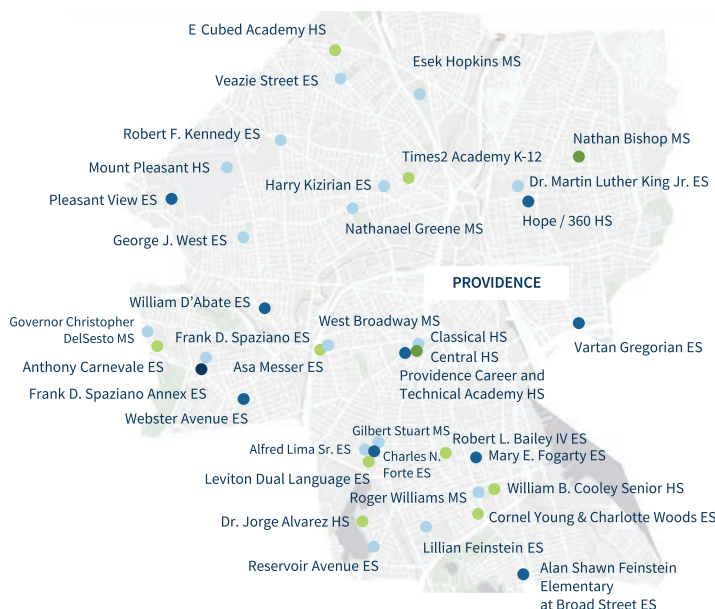 E Cubed Academy HS
Esek Hopkins MS
Veazie Street ES
Robert F. Kennedy ES
Nathan Bishop MS
Times2 Academy K-12
Mount Pleasant HS
Harry Kizirian ES
Dr. Martin Luther King Jr. ES
Pleasant View ES
Hope / 360 HS
Nathanael Greene MS
George J. West ES
PROVIDENCE
William D'Abate ES
Governor Christopher
DelSesto MS
West Broadway MS
Frank D. Spaziano ES
Classical HS
Vartan Gregorian ES
Central HS
Anthony Carnevale ES
Asa Messer ES
Providence Career and
Technical Academy HS
Frank D. Spaziano Annex ES
Webster Avenue ES
Gilbert Stuart MS
Robert L. Bailey IV ES
Alfred Lima Sr. ES
Charles N.
Forte ES
Mary E. Fogarty ES
Leviton Dual Language ES
William B. Cooley Senior HS
Roger Williams MS
Cornel Young & Charlotte Woods ES
Dr. Jorge Alvarez HS
Lillian Feinstein ES
Reservoir Avenue ES
Alan Shawn Feinstein
Elementary
at Broad Street ES